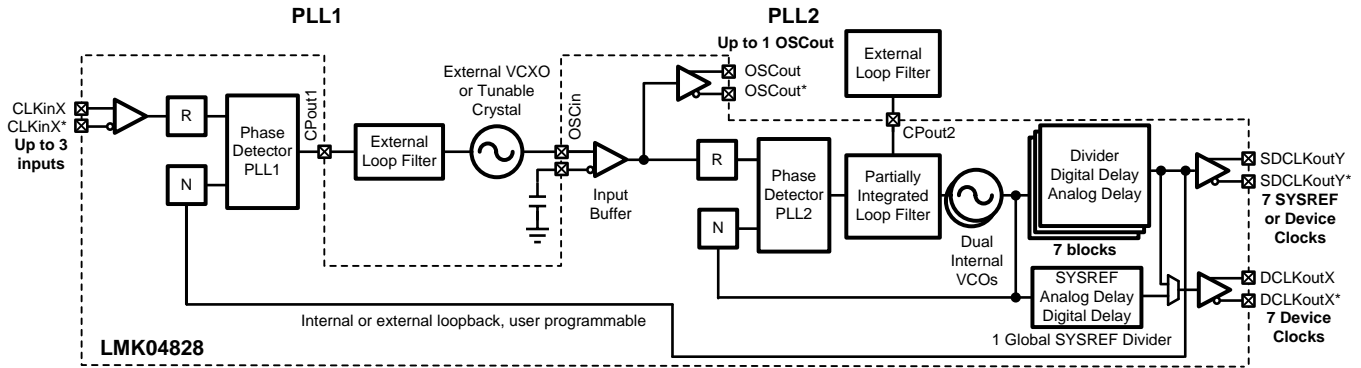 PLL1
PLL2
Up to 1 OSCout
External
Loop Filter
OSCout
OSCout*
External VCXO
or Tunable
Crystal
OSCin
CLKinX
CLKinX*
Up to 3
inputs
R
N
Phase
Detector
PLL1
CPout1
External
Loop Filter
Input
Buffer
R
N
Phase
Detector
PLL2
CPout2
Partially
Integrated
Loop Filter
Dual
Internal
VCOs
Divider
Digital Delay
Analog Delay
7 blocks
SDCLKoutY
SDCLKoutY*
7 SYSREF
or Device
Clocks
SYSREF
Analog Delay
Digital Delay
1 Global SYSREF Divider
DCLKoutX
DCLKoutX*
7 Device
Clocks
Internal or external loopback, user programmable
LMK04828